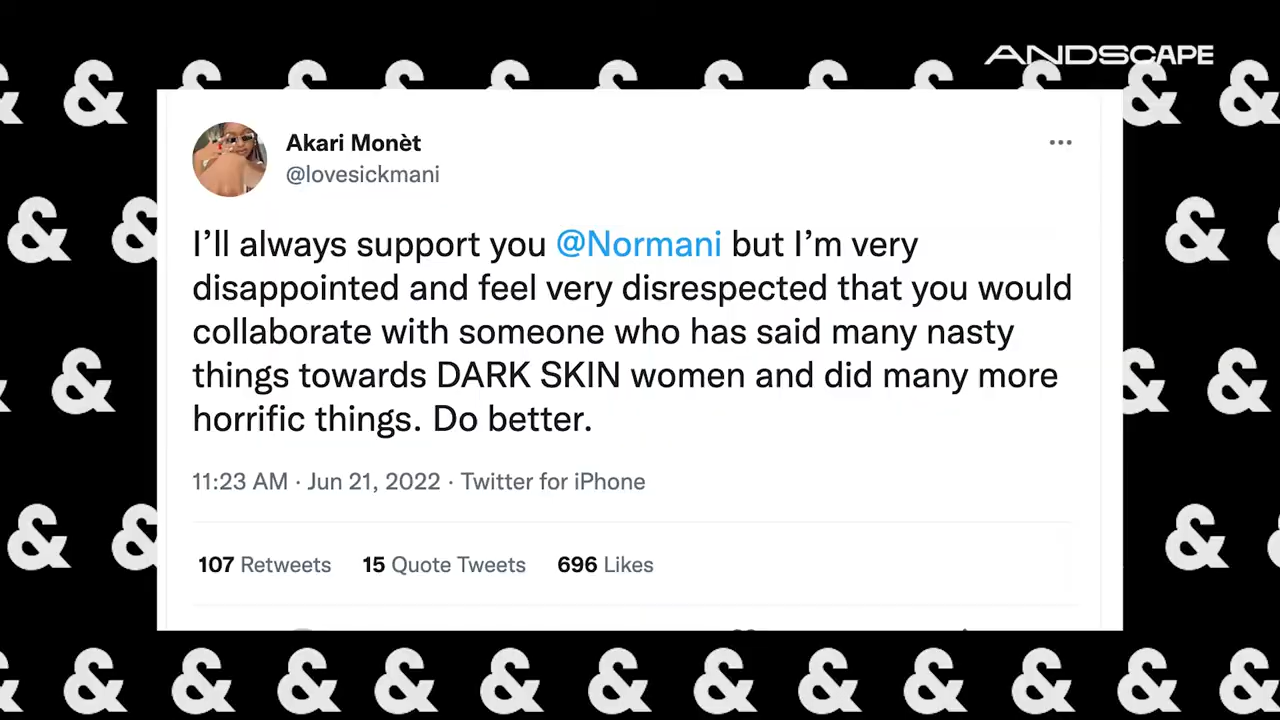 ANDSCAPE
Akari Monèt
@lovesickmani
I’ll always support you @Normani but I’m very
disappointed and feel very disrespected that you would
collaborate with someone who has said many nasty
things towards DARK SKIN women and did many more
horrific things. Do better.
11:23 AM · Jun 21, 2022 · Twitter for iPhone
107 Retweets 15 Quote Tweets 696 Likes